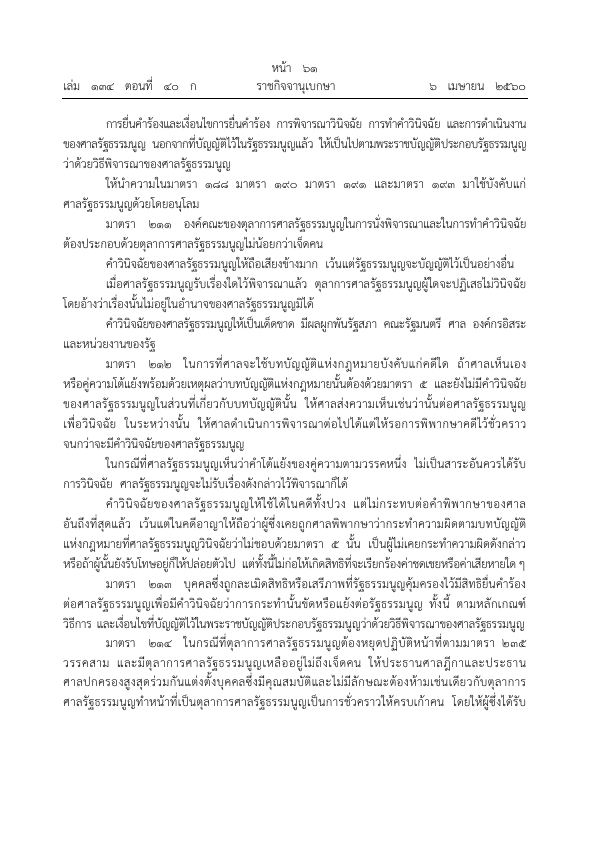 หน้า ๖๑
เล่ม ๑๓๔ ตอนที่ ๔๐ ก ราชกิจจานุเบกษา ๖ เมษายน ๒๕๖๐
การยื่นคำร้องและเงื่อนไขการยื่นคำร้อง การพิจารณาวินิจฉัย การทำคำวินิจฉัย และการดำเนินงาน
ของศาลรัฐธรรมนูญ นอกจากที่บัญญัติไว้ในรัฐธรรมนูญแล้ว ให้เป็นไปตามพระราชบัญญัติประกอบรัฐธรรมนูญ
ว่าด้วยวิธีพิจารณาของศาลรัฐธรรมนูญ
ให้นำความในมาตรา ๑๘๘ มาตรา ๑๙๐ มาตรา ๑๙๑ และมาตรา ๑๙๓ มาใช้บังคับแก่
ศาลรัฐธรรมนูญด้วยโดยอนุโลม
มาตรา ๒๑๑ องค์คณะของตุลาการศาลรัฐธรรมนูญในการนั่งพิจารณาและในการทำคำวินิจฉัย
ต้องประกอบด้วยตุลาการศาลรัฐธรรมนูญไม่น้อยกว่าเจ็ดคน
คำวินิจฉัยของศาลรัฐธรรมนูญให้ถือเสียงข้างมาก เว้นแต่รัฐธรรมนูญจะบัญญัติไว้เป็นอย่างอื่น
เมื่อศาลรัฐธรรมนูญรับเรื่องใดไว้พิจารณาแล้ว ตุลาการศาลรัฐธรรมนูญผู้ใดจะปฏิเสธไม่วินิจฉัย
โดยอ้างว่าเรื่องนั้นไม่อยู่ในอำนาจของศาลรัฐธรรมนูญมิได้
คำวินิจฉัยของศาลรัฐธรรมนูญให้เป็นเด็ดขาด มีผลผูกพันรัฐสภา คณะรัฐมนตรี ศาล องค์กรอิสระ
และหน่วยงานของรัฐ
มาตรา ๒๑๒ ในการที่ศาลจะใช้บทบัญญัติแห่งกฎหมายบังคับแก่คดีใด ถ้าศาลเห็นเอง
หรือคู่ความโต้แย้งพร้อมด้วยเหตุผลว่าบทบัญญัติแห่งกฎหมายนั้นต้องด้วยมาตรา ๕ และยังไม่มีคำวินิจฉัย
ของศาลรัฐธรรมนูญในส่วนที่เกี่ยวกับบทบัญญัตินั้น ให้ศาลส่งความเห็นเช่นว่านั้นต่อศาลรัฐธรรมนูญ
เพื่อวินิจฉัย ในระหว่างนั้น ให้ศาลดำเนินการพิจารณาต่อไปได้แต่ให้รอการพิพากษาคดีไว้ชั่วคราว
จนกว่าจะมีคำวินิจฉัยของศาลรัฐธรรมนูญ
ในกรณีที่ศาลรัฐธรรมนูญเห็นว่าคำโต้แย้งของคู่ความตามวรรคหนึ่ง ไม่เป็นสาระอันควรได้รับ
การวินิจฉัย ศาลรัฐธรรมนูญจะไม่รับเรื่องดังกล่าวไว้พิจารณาก็ได้
คำวินิจฉัยของศาลรัฐธรรมนูญให้ใช้ได้ในคดีทั้งปวง แต่ไม่กระทบต่อคำพิพากษาของศาล
อันถึงที่สุดแล้ว เว้นแต่ในคดีอาญาให้ถือว่าผู้ซึ่งเคยถูกศาลพิพากษาว่ากระทำความผิดตามบทบัญญัติ
แห่งกฎหมายที่ศาลรัฐธรรมนูญวินิจฉัยว่าไม่ชอบด้วยมาตรา ๕ นั้น เป็นผู้ไม่เคยกระทำความผิดดังกล่าว
หรือถ้าผู้นั้นยังรับโทษอยู่ก็ให้ปล่อยตัวไป แต่ทั้งนี้ไม่ก่อให้เกิดสิทธิที่จะเรียกร้องค่าชดเชยหรือค่าเสียหายใด ๆ
มาตรา ๒๑๓ บุคคลซึ่งถูกละเมิดสิทธิหรือเสรีภาพที่รัฐธรรมนูญคุ้มครองไว้มีสิทธิยื่นคำร้อง
ต่อศาลรัฐธรรมนูญเพื่อมีคำวินิจฉัยว่าการกระทำนั้นขัดหรือแย้งต่อรัฐธรรมนูญ ทั้งนี้ ตามหลักเกณฑ์
วิธีการ และเงื่อนไขที่บัญญัติไว้ในพระราชบัญญัติประกอบรัฐธรรมนูญว่าด้วยวิธีพิจารณาของศาลรัฐธรรมนูญ
มาตรา ๒๑๔ ในกรณีที่ตุลาการศาลรัฐธรรมนูญต้องหยุดปฏิบัติหน้าที่ตามมาตรา ๒๓๕
วรรคสาม และมีตุลาการศาลรัฐธรรมนูญเหลืออยู่ไม่ถึงเจ็ดคน ให้ประธานศาลฎีกาและประธาน
ศาลปกครองสูงสุดร่วมกันแต่งตั้งบุคคลซึ่งมีคุณสมบัติและไม่มีลักษณะต้องห้ามเช่นเดียวกับตุลาการ
ศาลรัฐธรรมนูญทำหน้าที่เป็นตุลาการศาลรัฐธรรมนูญเป็นการชั่วคราวให้ครบเก้าคน โดยให้ผู้ซึ่งได้รับ